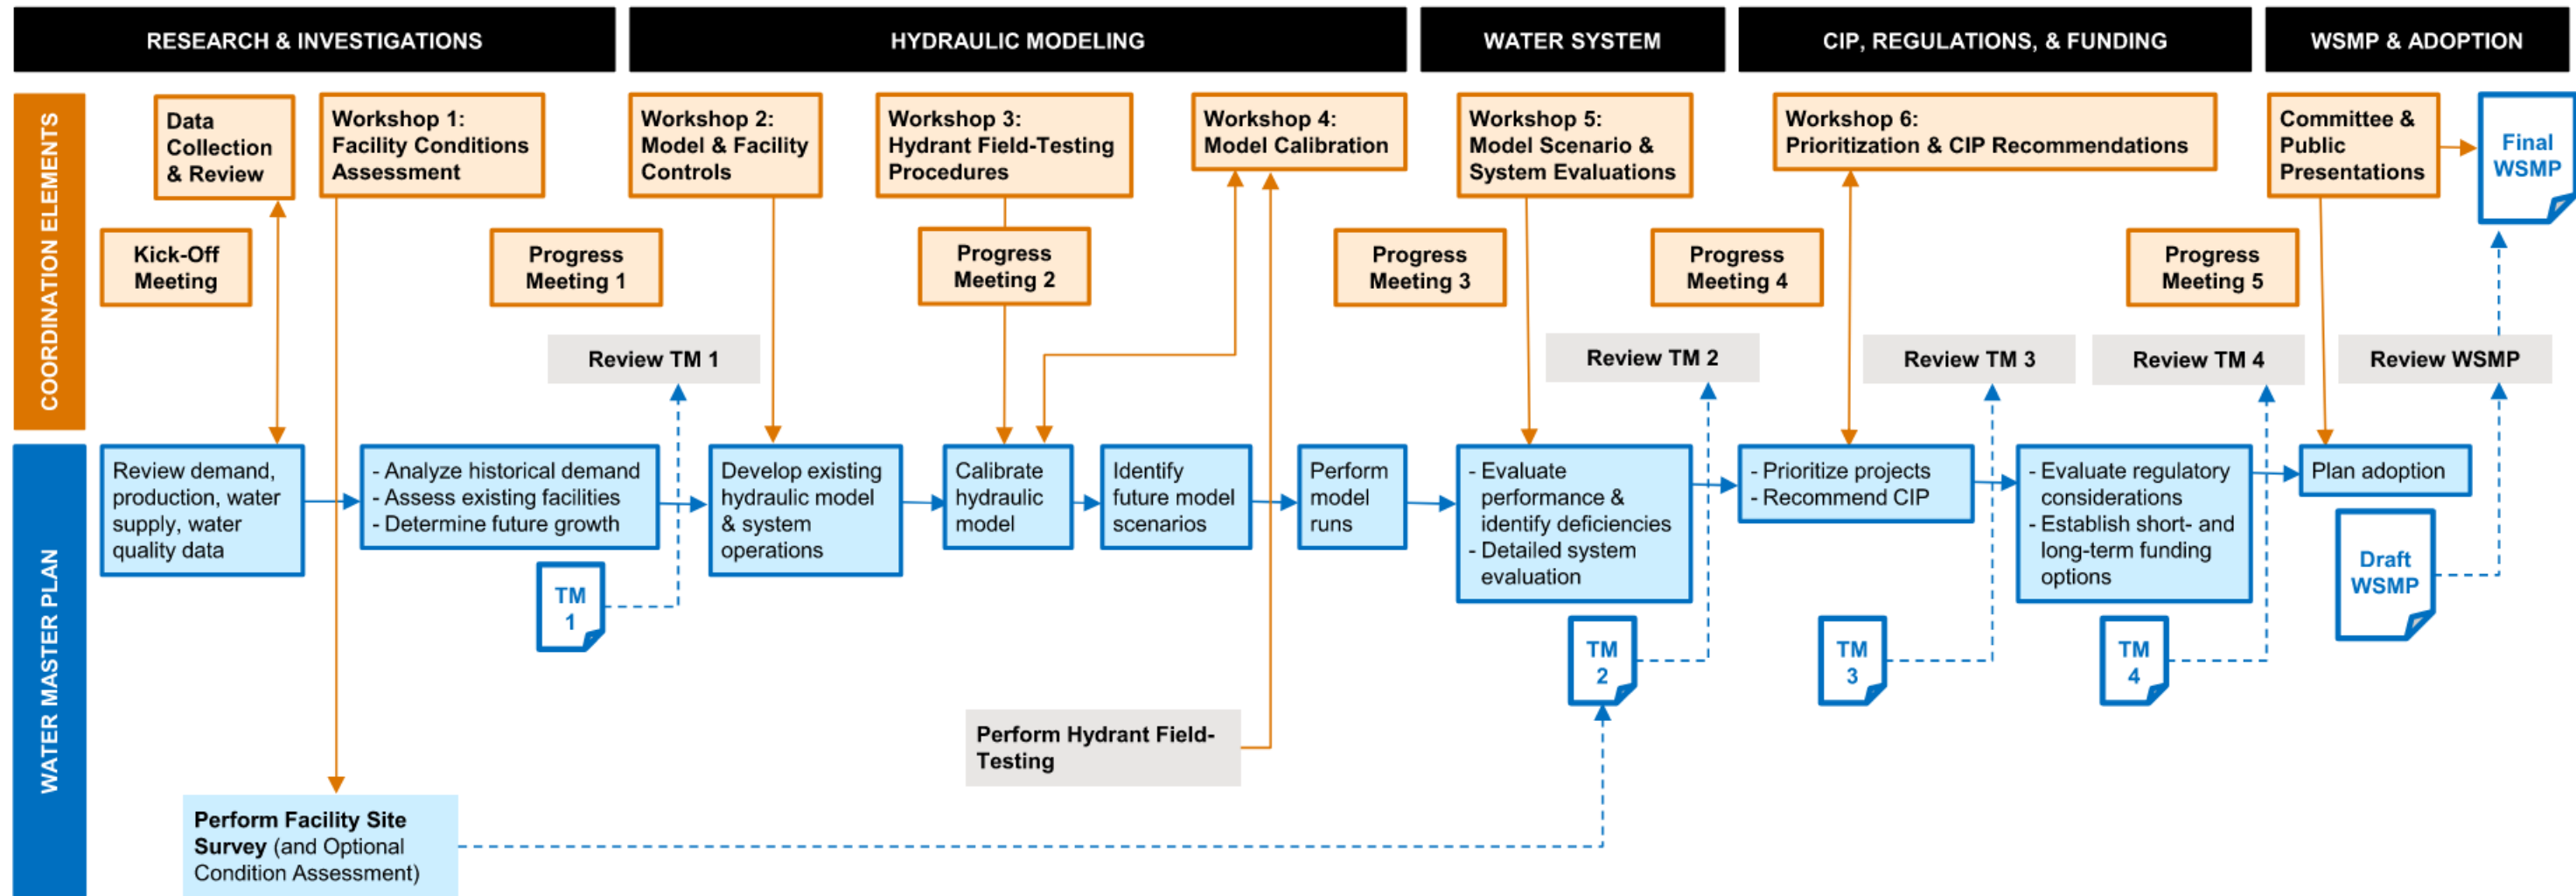 RESEARCH & INVESTIGATIONS
HYDRAULIC MODELING
WATER SYSTEM
CIP, REGULATIONS, & FUNDING
WSMP & ADOPTION
COORDINATION ELEMENTS
Data
Collection
& Review
Workshop 1:
Facility Conditions
Assessment
Workshop 2:
Model & Facility
Controls
Workshop 3:
Hydrant Field-Testing
Procedures
Workshop 4:
Model Calibration
Workshop 5:
Model Scenario &
System Evaluations
Workshop 6:
Prioritization & CIP Recommendations
Committee &
Public
Presentations
Final
WSMP
Kick-Off
Meeting
Progress
Meeting 1
Progress
Meeting 2
Progress
Meeting 3
Progress
Meeting 4
Progress
Meeting 5
Review TM 1
Review TM 2
Review TM 3
Review TM 4
Review WSMP
WATER MASTER PLAN
Review demand,
production, water
supply, water
quality data
- Analyze historical demand
- Assess existing facilities
- Determine future growth
Develop existing
hydraulic model
& system
operations
Calibrate
hydraulic
model
Identify
future model
scenarios
Perform
model
runs
- Evaluate
performance &
identify deficiencies
- Detailed system
evaluation
- Prioritize projects
- Recommend CIP
- Evaluate regulatory
considerations
- Establish short- and
long-term funding
options
Plan adoption
Draft
WSMP
TM
1
TM
2
TM
3
TM
4
Perform Hydrant Field-
Testing
Perform Facility Site
Survey (and Optional
Condition Assessment)